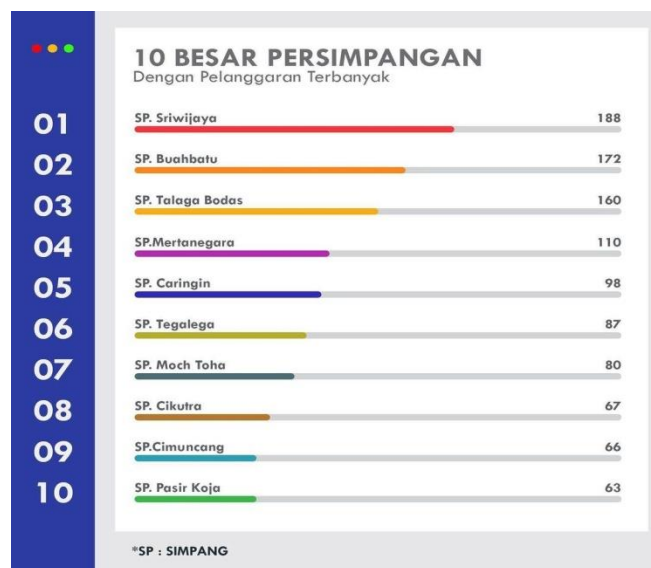 10 BESAR PERSIMPANGAN
Dengan Pelanggaran Terbanyak
01 SP. Sriwijaya 188
02 SP. Buahbatu 172
03 SP. Talaga Bodas 160
04 SP.Mertanegara 110
05 SP. Caringin 98
06 SP. Tegalega 87
07 SP. Moch Toha 80
08 SP. Cikutra 67
09 SP.Cimuncang 66
10 SP. Pasir Koja 63
*SP : SIMPANG